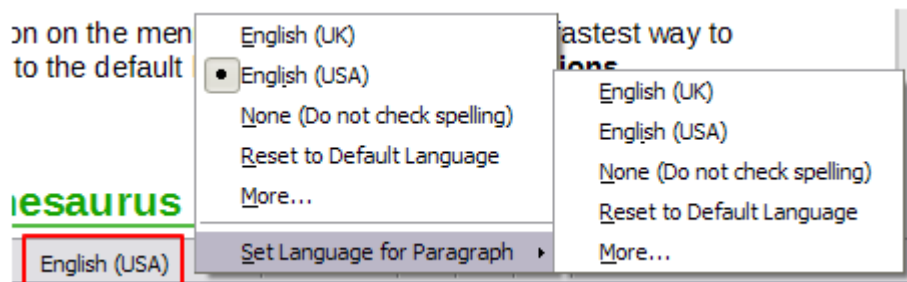 on on the men
fastest way to
to the default
ions
English (UK)
English (USA)
None (Do not check spelling)
Reset to Default Language
More...
Set Language for Paragraph
English (UK)
English (USA)
None (Do not check spelling)
Reset to Default Language
More...
hesaurus
English (USA)